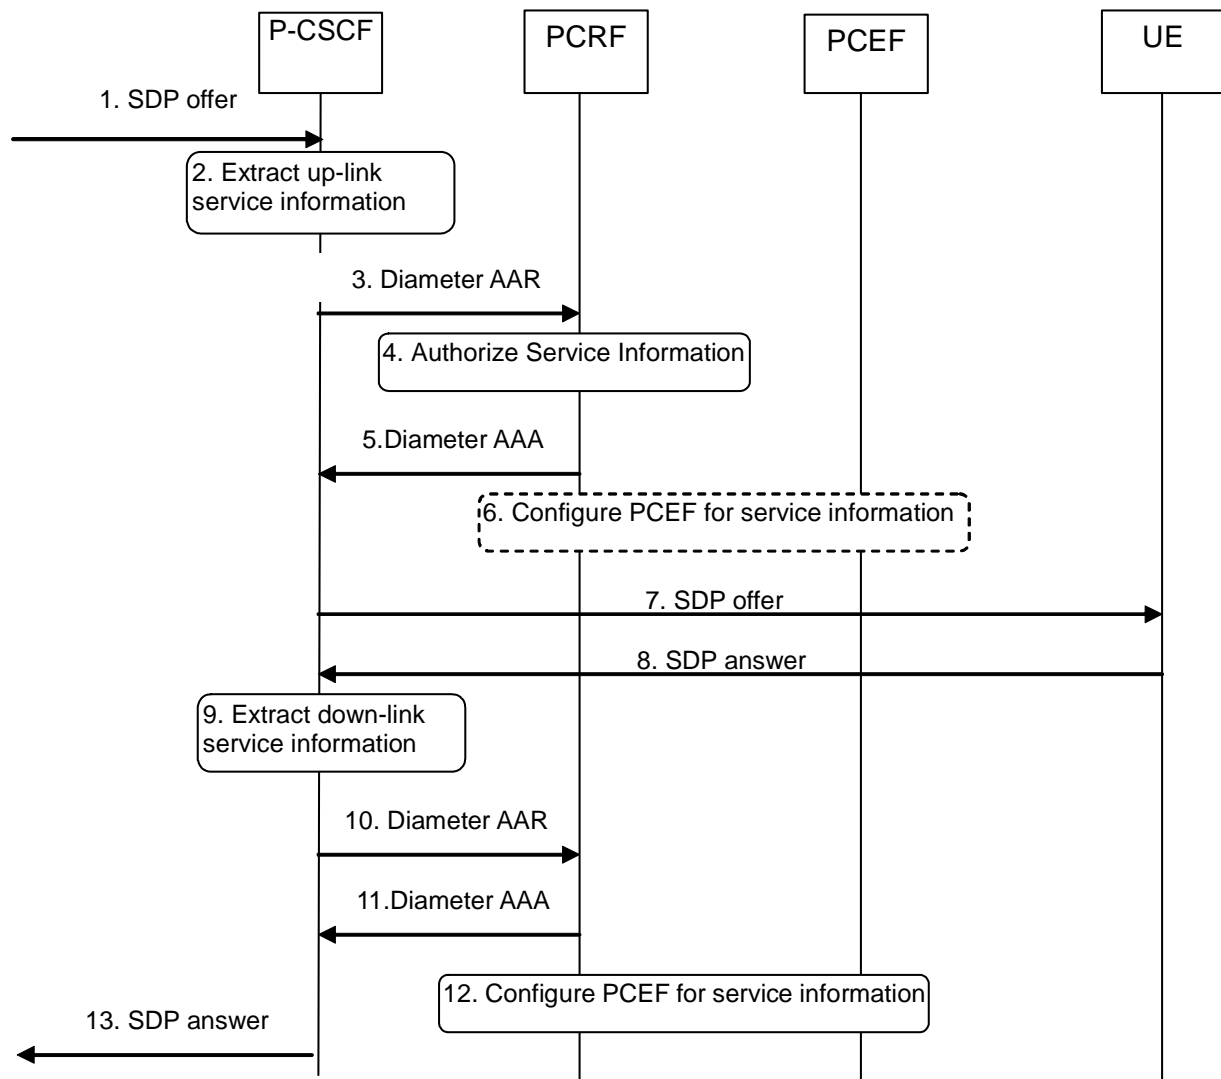 P-CSCF
PCRF
PCEF
UE
1. SDP offer
2. Extract up-link
service information
3. Diameter AAR
4. Authorize Service Information
5.Diameter AAA
6. Configure PCEF for service information
7. SDP offer
8. SDP answer
9. Extract down-link
service information
10. Diameter AAR
11.Diameter AAA
12. Configure PCEF for service information
13. SDP answer